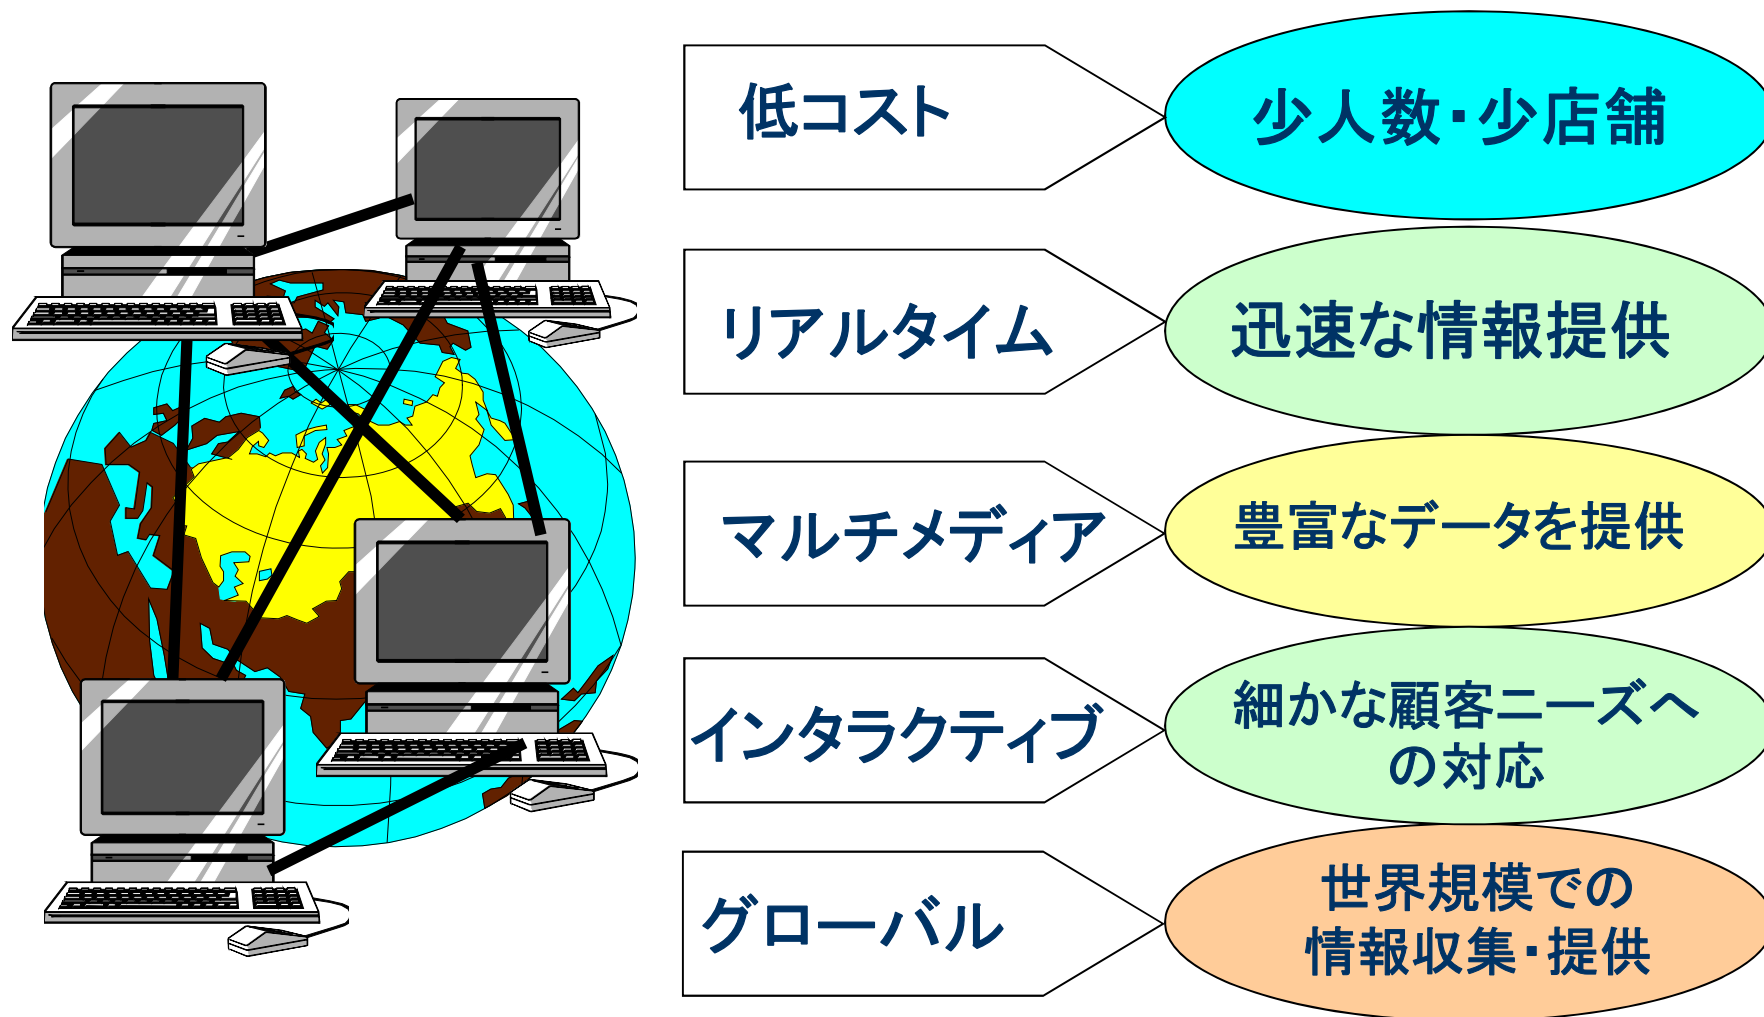 低コスト
少人数・少店舗
リアルタイム
迅速な情報提供
マルチメディア
豊富なデータを提供
インタラクティブ
細かな顧客ニーズへ
の対応
グローバル
世界規模での
情報収集・提供